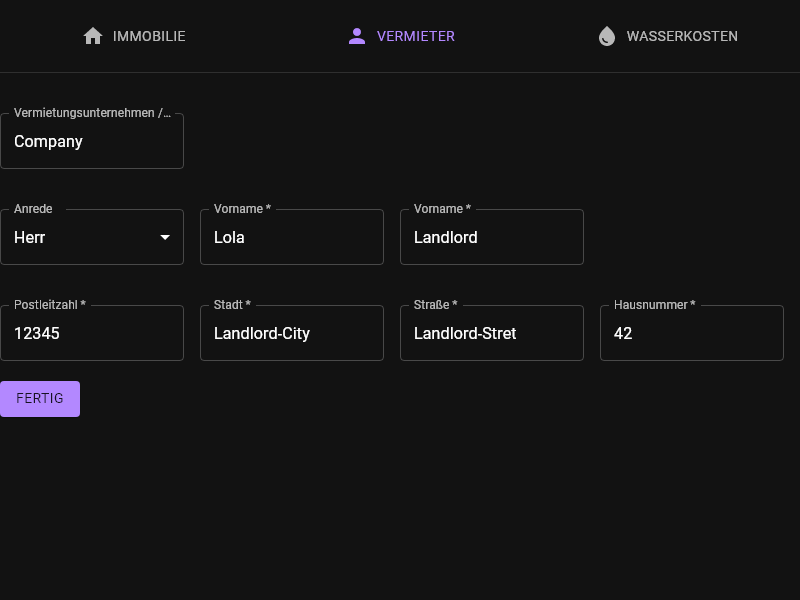 IMMOBILIE VERMIETER WASSERKOSTEN
Vermietungsunternehmen /...
Company
Anrede Vorname * Vorname *
Herr Lola Landlord
Postleitzahl * Stadt * Straße * Hausnummer *
12345 Landlord-City Landlord-Stret 42
FERTIG